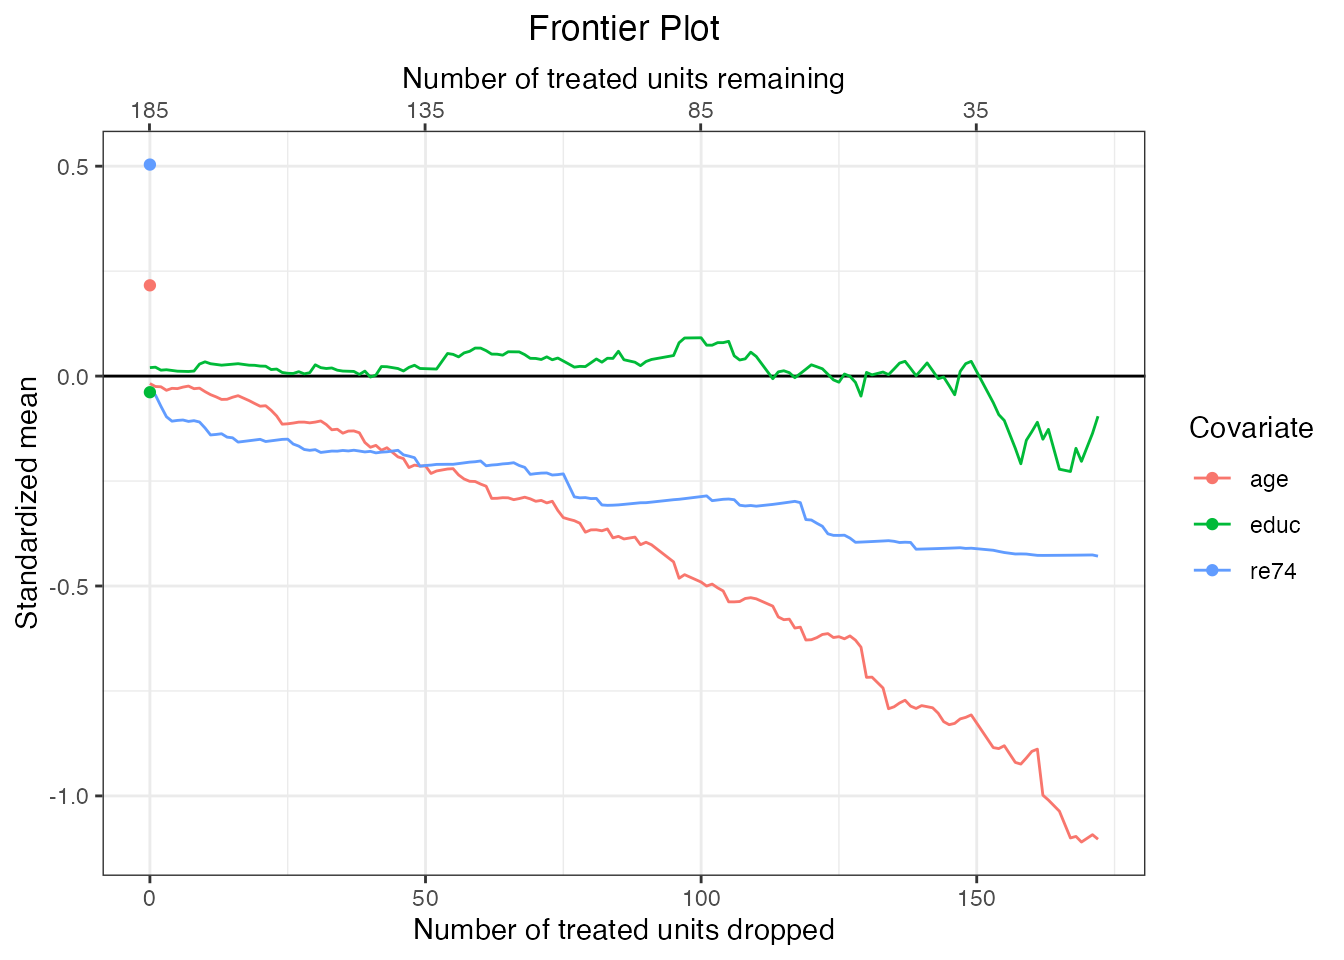 Frontier Plot
Number of treated units remaining
185 135 85 35
0.5
0.0
-0.5
-1.0
Standardized mean
0 50 100 150
Number of treated units dropped
Covariate
age
educ
re74